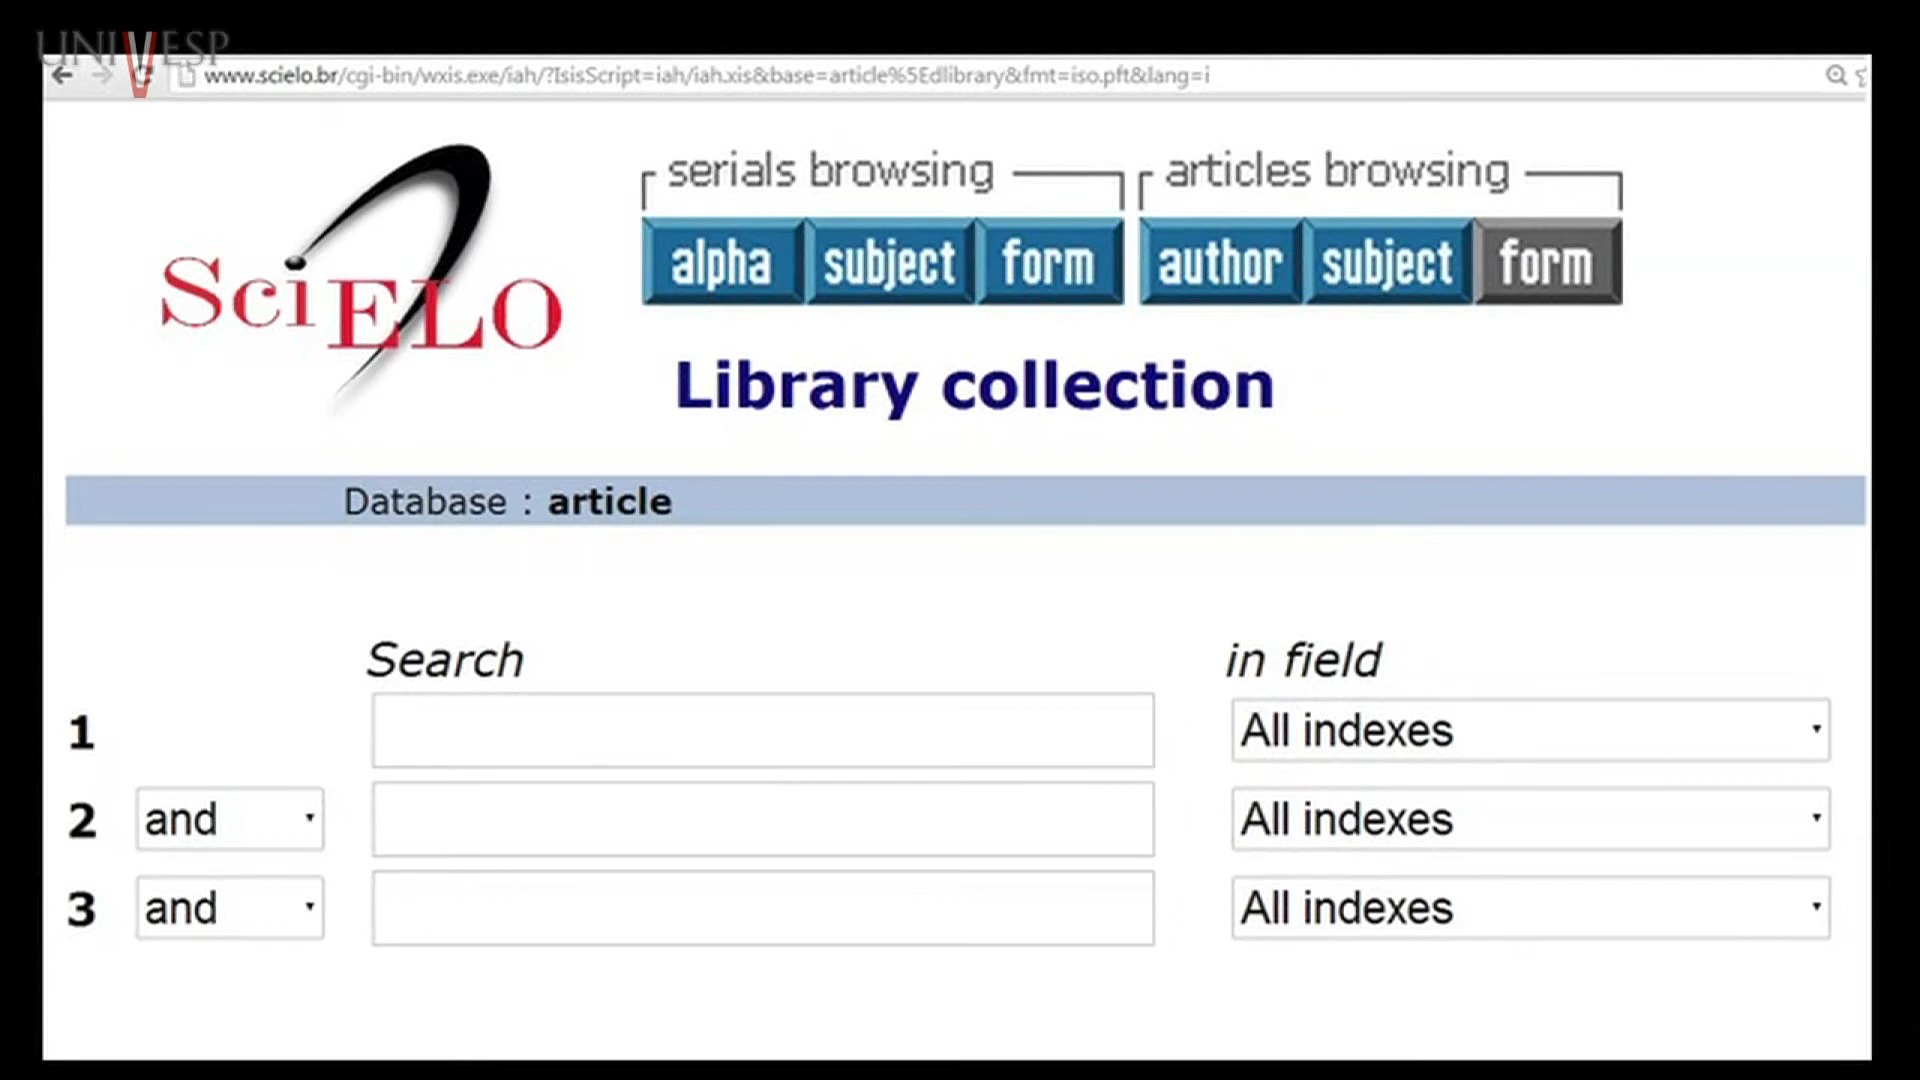 UNIVESP
www.scielo.br/cgi-bin/wxis.exe/iah/?IsisScript=iah/iah.xis&base=article%5Edlibrary&fmt=iso.pft&lang=i
serials browsing articles browsing
alpha subject form author subject form
SciELO
Library collection
Database : article
Search in field
1 All indexes
2 and All indexes
3 and All indexes